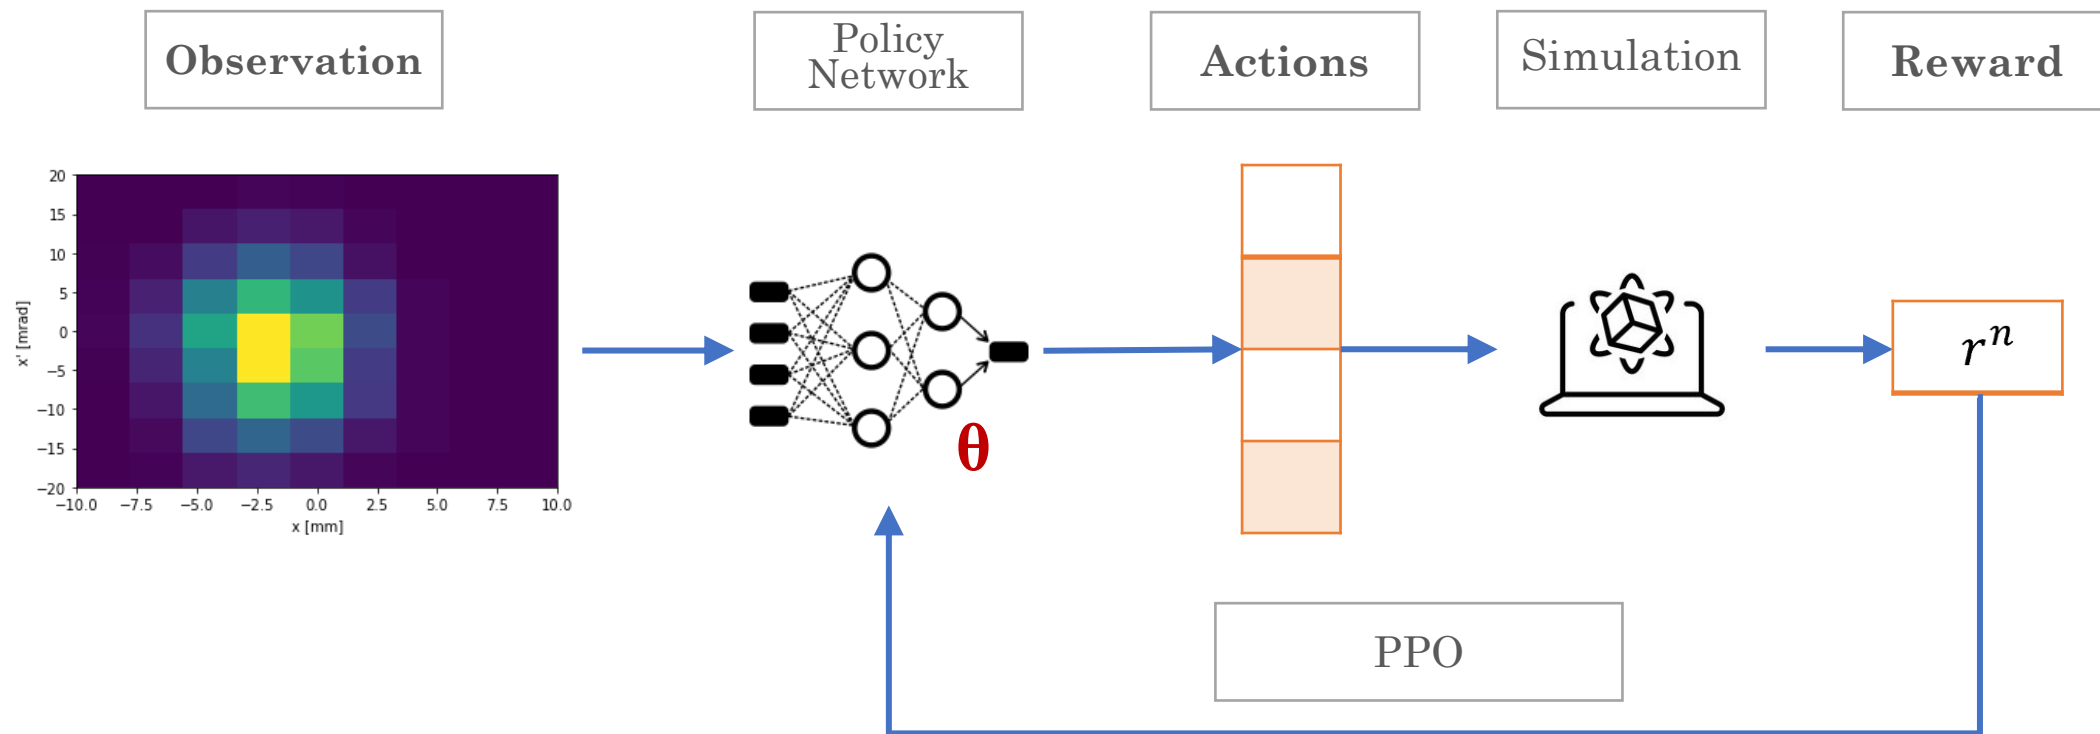 Observation
Policy
Network
Actions
Simulation
Reward
20
15
10
5
0
−5
−10
−15
−20
x' [mrad]
−10.0 −7.5 −5.0 −2.5 0.0 2.5 5.0 7.5 10.0
x [mm]
θ
rⁿ
PPO